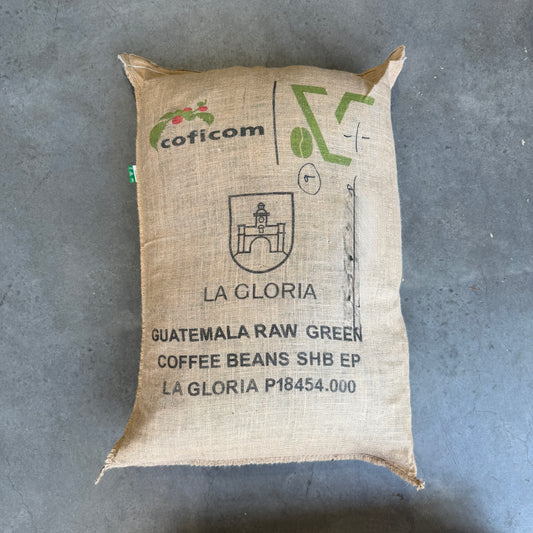 coficom
LA GLORIA
GUATEMALA RAW GREEN
COFFEE BEANS SHB EP
LA GLORIA P18454.000